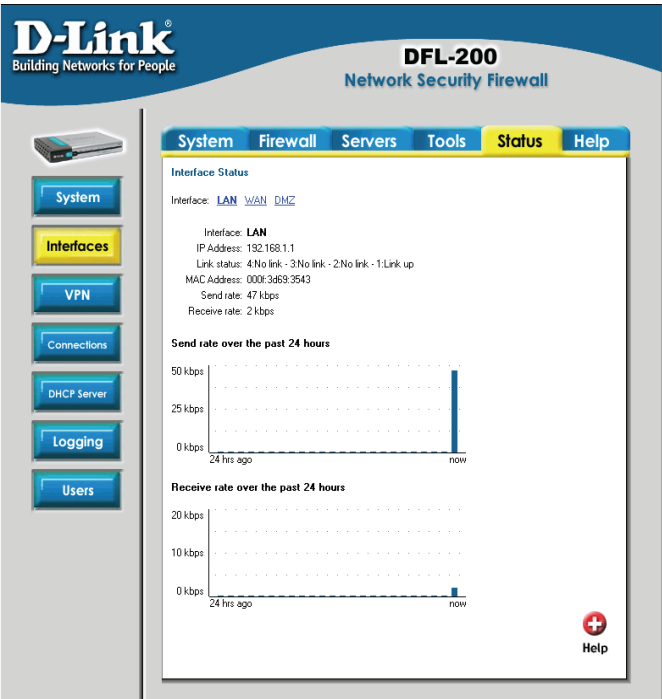 D-Link®
Building Networks for People
DFL-200
Network Security Firewall
System Firewall Servers Tools Status Help
System
Interfaces
VPN
Connections
DHCP Server
Logging
Users
Interface Status
Interface: LAN WAN DMZ
Interface: LAN
IP Address: 192.168.1.1
Link status: 4:No link - 3:No link - 2:No link - 1:Link up
MAC Address: 000f:3d69:3543
Send rate: 47 kbps
Receive rate: 2 kbps
Send rate over the past 24 hours
50 kbps
25 kbps
0 kbps
24 hrs ago now
Receive rate over the past 24 hours
20 kbps
10 kbps
0 kbps
24 hrs ago now
Help